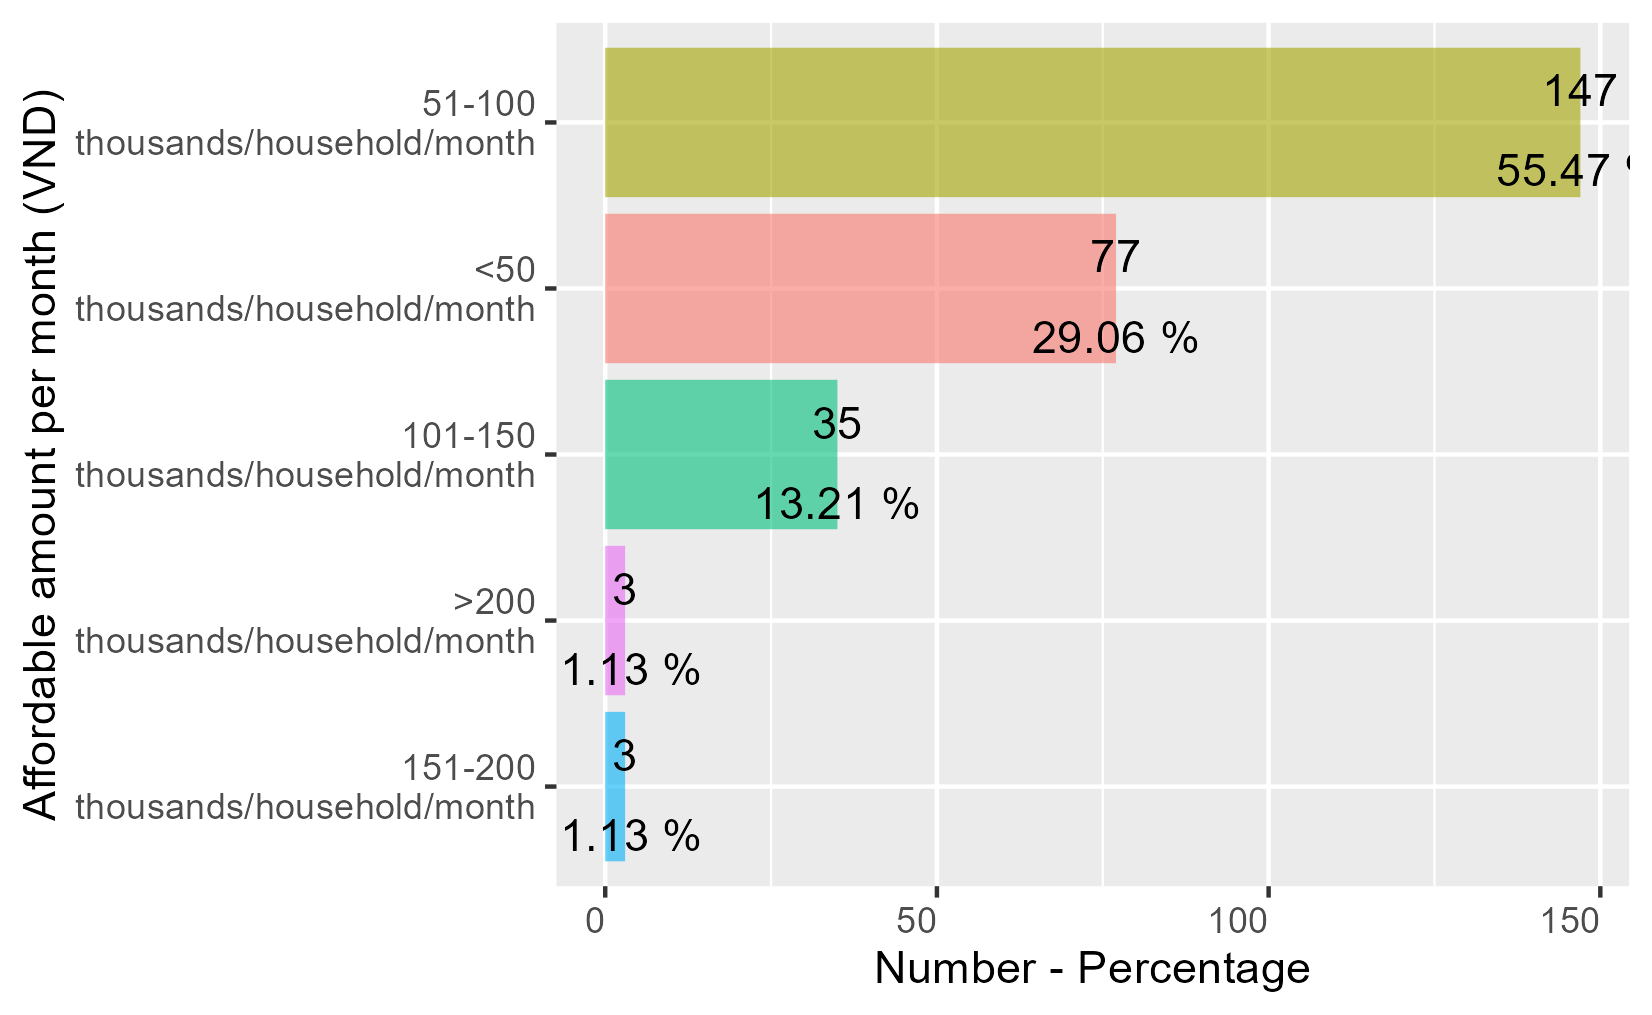 Affordable amount per month (VND)
51-100
thousands/household/month
147
55.47 %
<50
thousands/household/month
77
29.06 %
101-150
thousands/household/month
35
13.21 %
>200
thousands/household/month
3
1.13 %
151-200
thousands/household/month
3
1.13 %
0 50 100 150
Number - Percentage